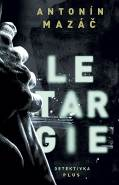 ANTONÍN
MAZÁČ
LE
TAR
GIE
DETEKTIVKA
PLUS